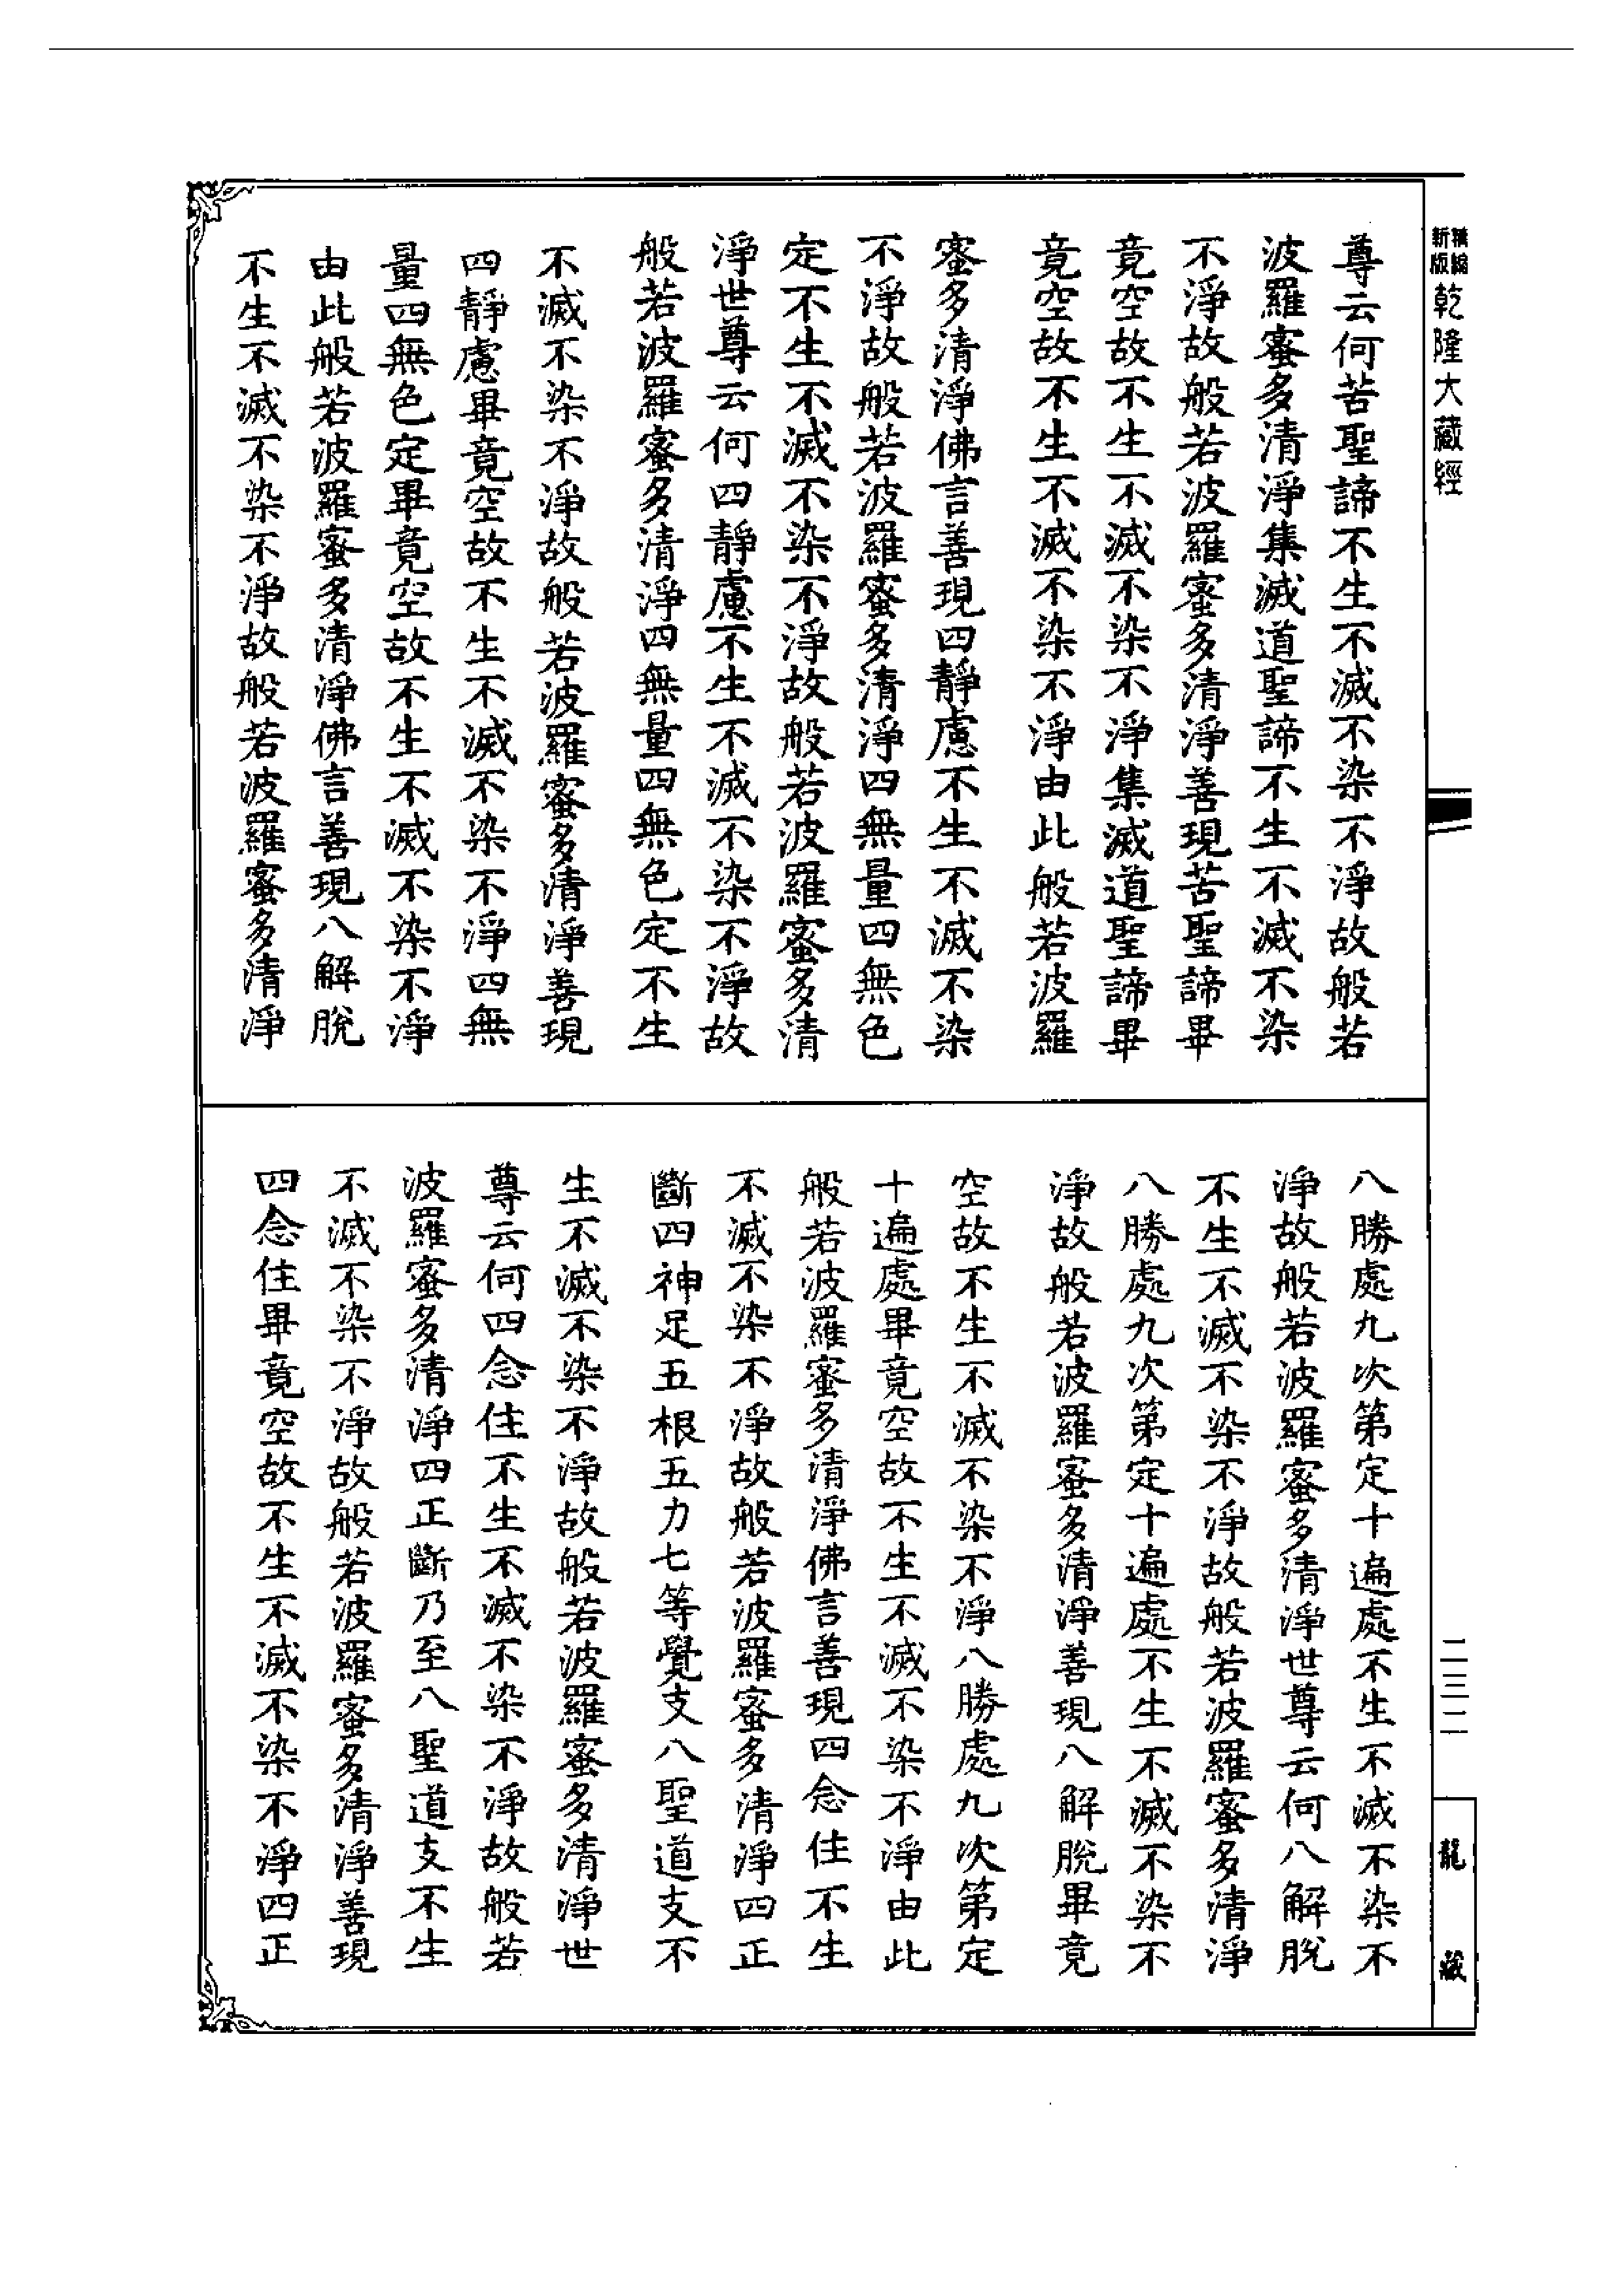 新版精縮乾隆大藏經
尊云何苦聖諦不生不滅不染不淨故般若
波羅蜜多清淨集滅道聖諦不生不滅不染
不淨故般若波羅蜜多清淨善現苦聖諦畢
竟空故不生不滅不染不淨集滅道聖諦畢
竟空故不生不滅不染不淨由此般若波羅
蜜多清淨佛言善現四靜慮不生不滅不染
不淨故般若波羅蜜多清淨四無量四無色
定不生不滅不染不淨故般若波羅蜜多清
淨世尊云何四靜慮不生不滅不染不淨故
般若波羅蜜多清淨四無量四無色定不生
不滅不染不淨故般若波羅蜜多清淨善現
四靜慮畢竟空故不生不滅不染不淨四無
量四無色定畢竟空故不生不滅不染不淨
由此般若波羅蜜多清淨佛言善現八解脫
不生不滅不染不淨故般若波羅蜜多清淨
八勝處九次第定十遍處不生不滅不染不
淨故般若波羅蜜多清淨世尊云何八解脫
不生不滅不染不淨故般若波羅蜜多清淨
八勝處九次第定十遍處不生不滅不染不
淨故般若波羅蜜多清淨善現八解脫畢竟
空故不生不滅不染不淨八勝處九次第定
十遍處畢竟空故不生不滅不染不淨由此
般若波羅蜜多清淨佛言善現四念住不生
不滅不染不淨故般若波羅蜜多清淨四正
斷四神足五根五力七等覺支八聖道支不
生不滅不染不淨故般若波羅蜜多清淨世
尊云何四念住不生不滅不染不淨故般若
波羅蜜多清淨四正斷乃至八聖道支不生
不滅不染不淨故般若波羅蜜多清淨善現
四念住畢竟空故不生不滅不染不淨四正
二三二
龍藏